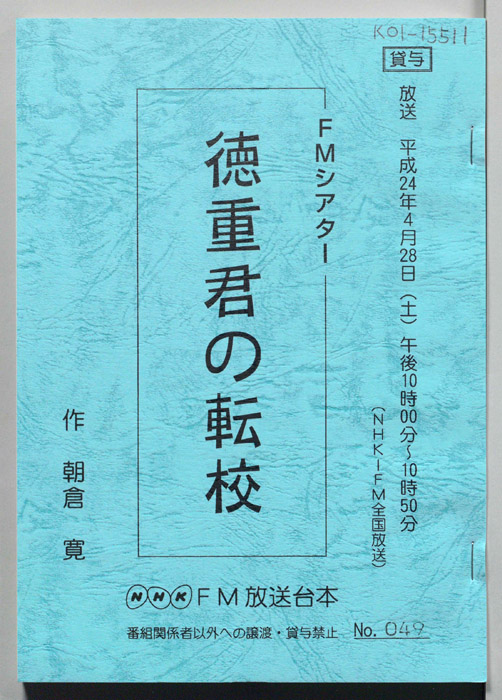 K01-15511
貸与
放送 平成24年4月28日(土)午後10時00分~10時50分
(NHK-FM全国放送)
FMシアター
徳重君の転校
作 朝倉 寛
NHK FM放送台本
番組関係者以外への譲渡・貸与禁止 No. 049